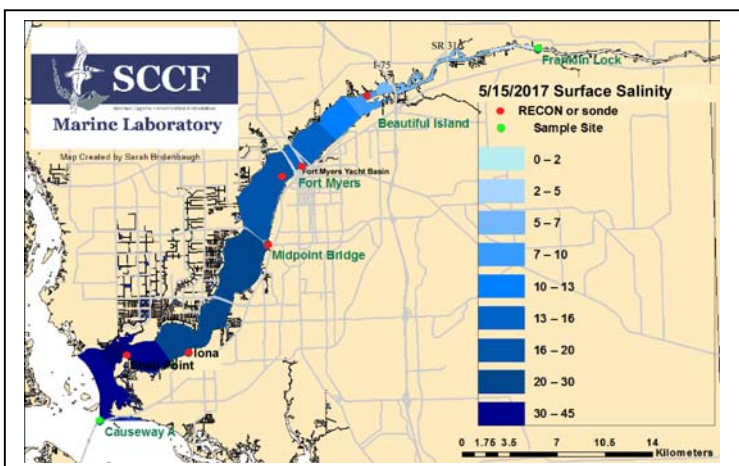 SCCF
Marine Laboratory
Map Created by Sarah Bridenbaugh
I-75
SR 31
Franklin Lock
Beautiful Island
Fort Myers Yacht Basin
Fort Myers
Midpoint Bridge
Iona
Point
Causeway A
5/15/2017 Surface Salinity
RECON or sonde
Sample Site
0 – 2
2 – 5
5 – 7
7 – 10
10 – 13
13 – 16
16 – 20
20 – 30
30 – 45
0 1.75 3.5 7 10.5 14
Kilometers